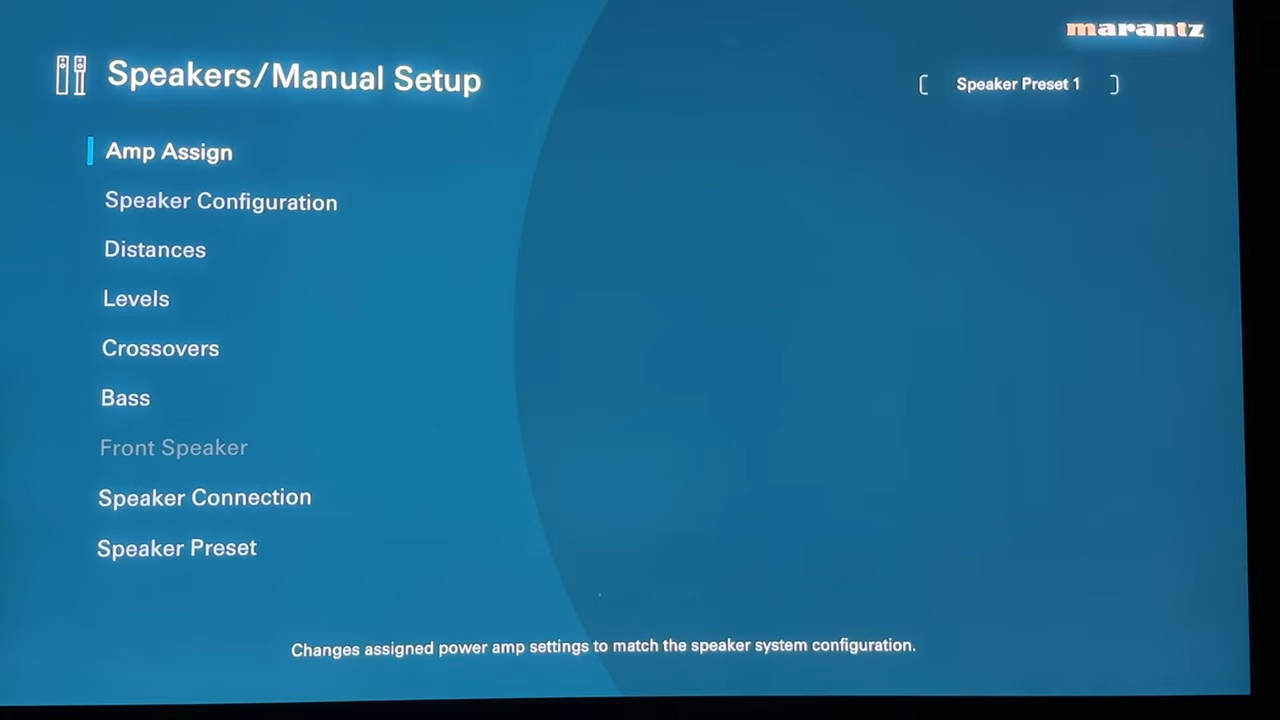 marantz
Speakers/Manual Setup
[ Speaker Preset 1 ]
Amp Assign
Speaker Configuration
Distances
Levels
Crossovers
Bass
Front Speaker
Speaker Connection
Speaker Preset
Changes assigned power amp settings to match the speaker system configuration.